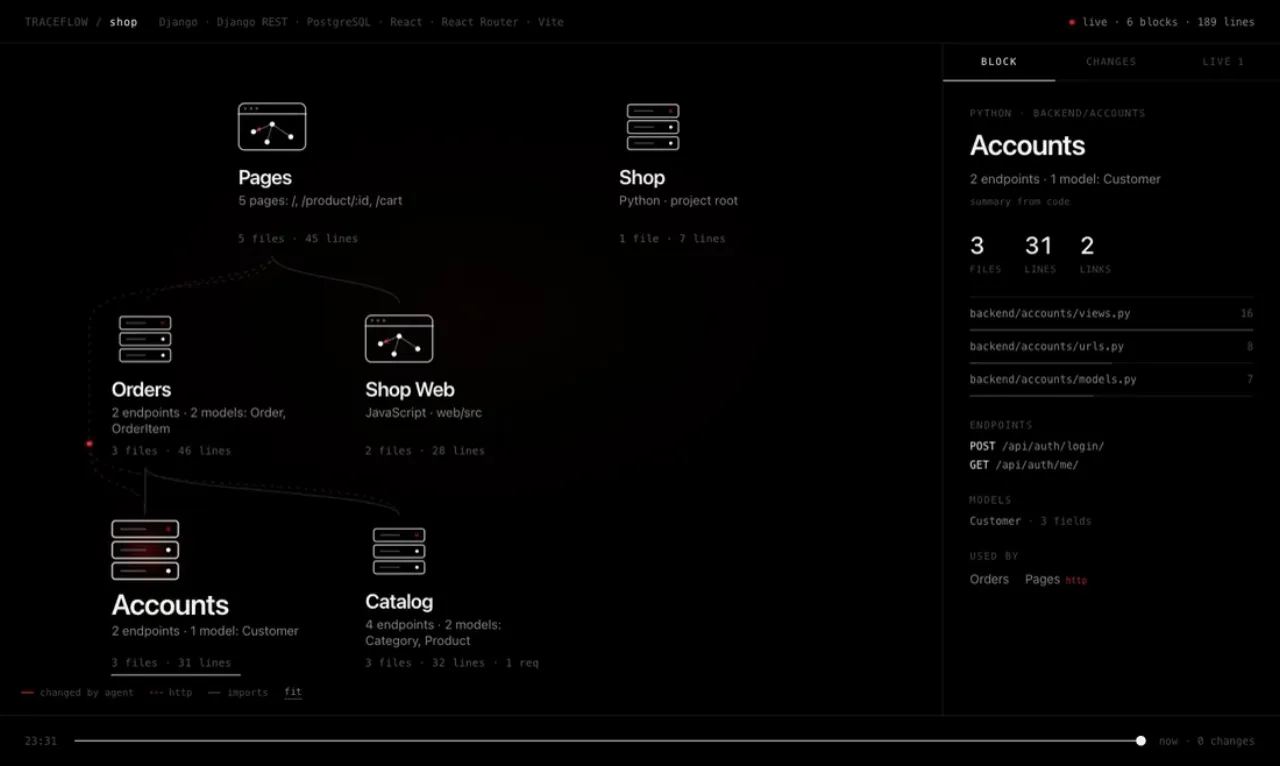 TRACEFLOW / shop Django · Django REST · PostgreSQL · React · React Router · Vite
live · 6 blocks · 189 lines
BLOCK CHANGES LIVE 1
Pages
5 pages: /, /product/:id, /cart
5 files · 45 lines
Shop
Python · project root
1 file · 7 lines
Orders
2 endpoints · 2 models: Order,
OrderItem
3 files · 46 lines
Shop Web
JavaScript · web/src
2 files · 28 lines
Accounts
2 endpoints · 1 model: Customer
3 files · 31 lines
Catalog
4 endpoints · 2 models:
Category, Product
3 files · 32 lines · 1 req
changed by agent http imports fit
PYTHON · BACKEND/ACCOUNTS
Accounts
2 endpoints · 1 model: Customer
summary from code
3 31 2
FILES LINES LINKS
backend/accounts/views.py 16
backend/accounts/urls.py 8
backend/accounts/models.py 7
ENDPOINTS
POST /api/auth/login/
GET /api/auth/me/
MODELS
Customer · 3 fields
USED BY
Orders Pages http
23:31 now · 0 changes